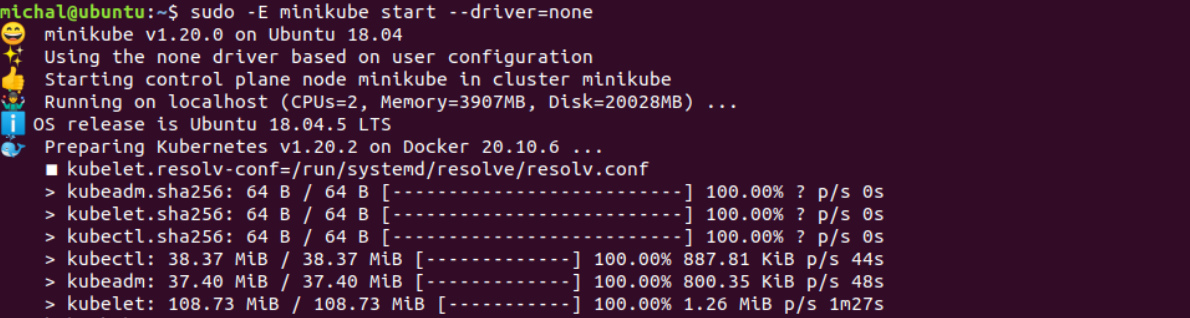 michal@ubuntu:~$ sudo -E minikube start --driver=none
😄 minikube v1.20.0 on Ubuntu 18.04
✨ Using the none driver based on user configuration
👍 Starting control plane node minikube in cluster minikube
🤹 Running on localhost (CPUs=2, Memory=3907MB, Disk=20028MB) ...
ℹ️ OS release is Ubuntu 18.04.5 LTS
🐳 Preparing Kubernetes v1.20.2 on Docker 20.10.6 ...
■ kubelet.resolv-conf=/run/systemd/resolve/resolv.conf
> kubeadm.sha256: 64 B / 64 B [--------------------------] 100.00% ? p/s 0s
> kubelet.sha256: 64 B / 64 B [--------------------------] 100.00% ? p/s 0s
> kubectl.sha256: 64 B / 64 B [--------------------------] 100.00% ? p/s 0s
> kubectl: 38.37 MiB / 38.37 MiB [-------------] 100.00% 887.81 KiB p/s 44s
> kubeadm: 37.40 MiB / 37.40 MiB [-------------] 100.00% 800.35 KiB p/s 48s
> kubelet: 108.73 MiB / 108.73 MiB [-----------] 100.00% 1.26 MiB p/s 1m27s